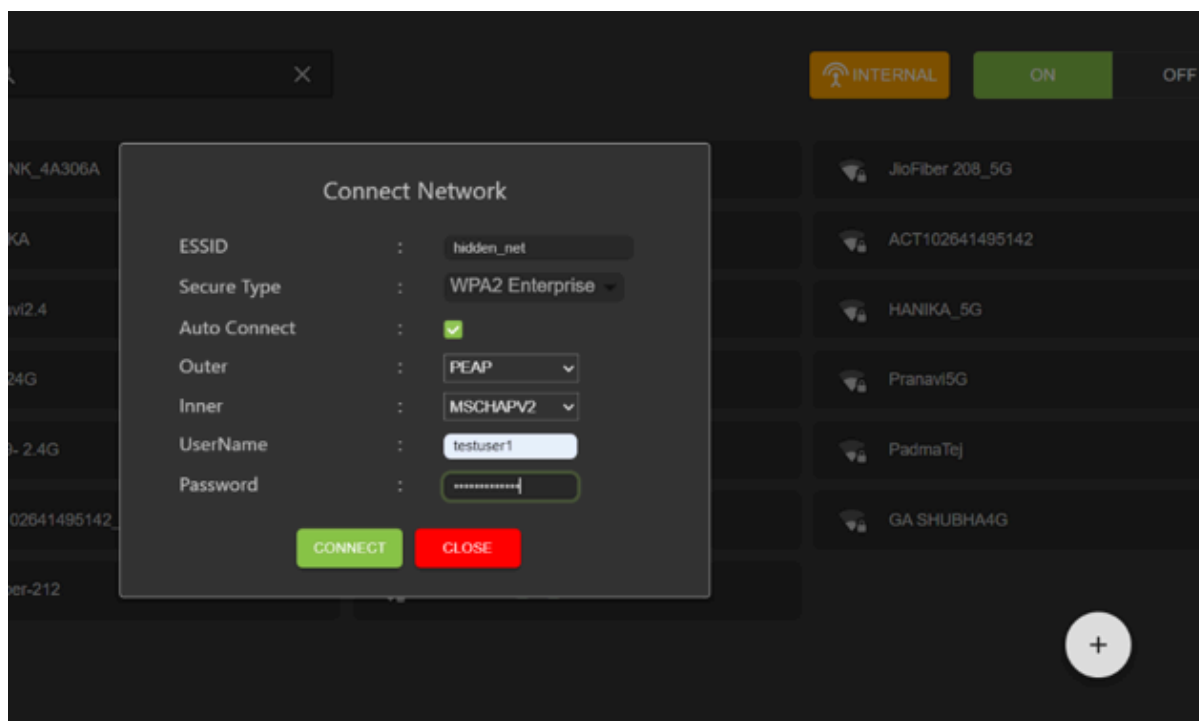 INTERNAL ON OFF
NK_4A306A
JioFiber 208_5G
KA
ACT102641495142
avi2.4
HANIKA_5G
24G
Pranavi5G
- 2.4G
PadmaTej
02641495142_
GA SHUBHA4G
ber-212
Connect Network
ESSID : hidden_net
Secure Type : WPA2 Enterprise
Auto Connect :
Outer : PEAP
Inner : MSCHAPV2
UserName : testuser1
Password : •••••••••••••
CONNECT CLOSE
+